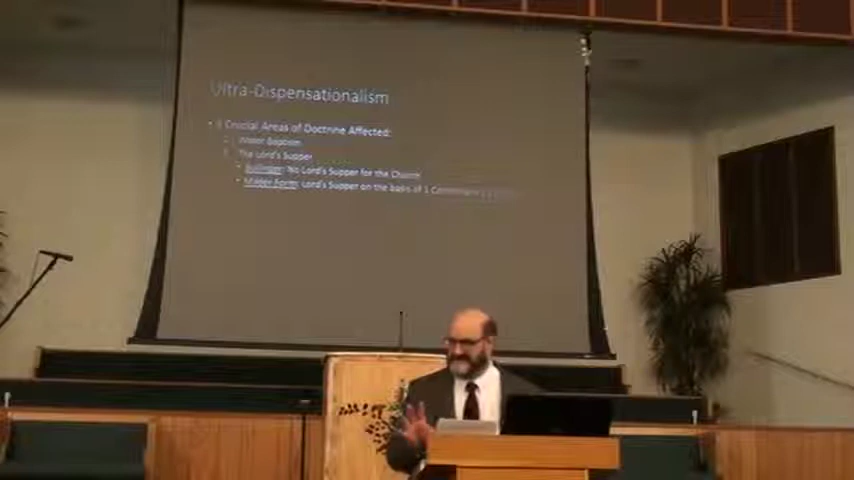 Ultra-Dispensationalism
Crucial Areas of Doctrine Affected:
Water Baptism
The Lord's Supper
Bullinger: No Lord's Supper for the Church
Milder Form: Lord's Supper on the basis of 1 Corinthians